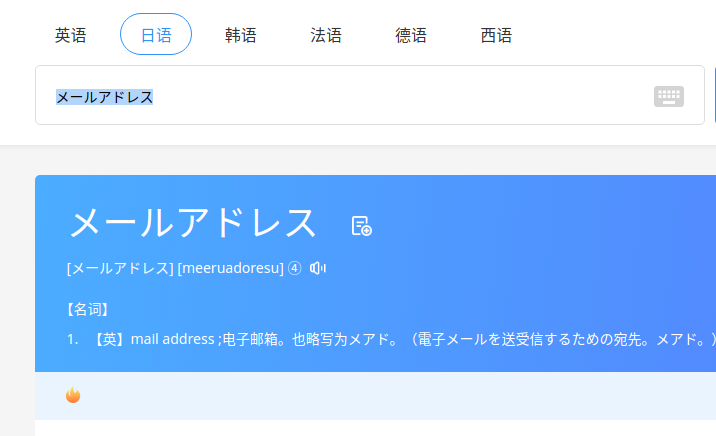 英语 日语 韩语 法语 德语 西语
メールアドレス
メールアドレス
[メールアドレス] [meeruadoresu] ④
【名词】
1. 【英】mail address ;电子邮箱。也略写为メアド。（電子メールを送受信するための宛先。メアド。）